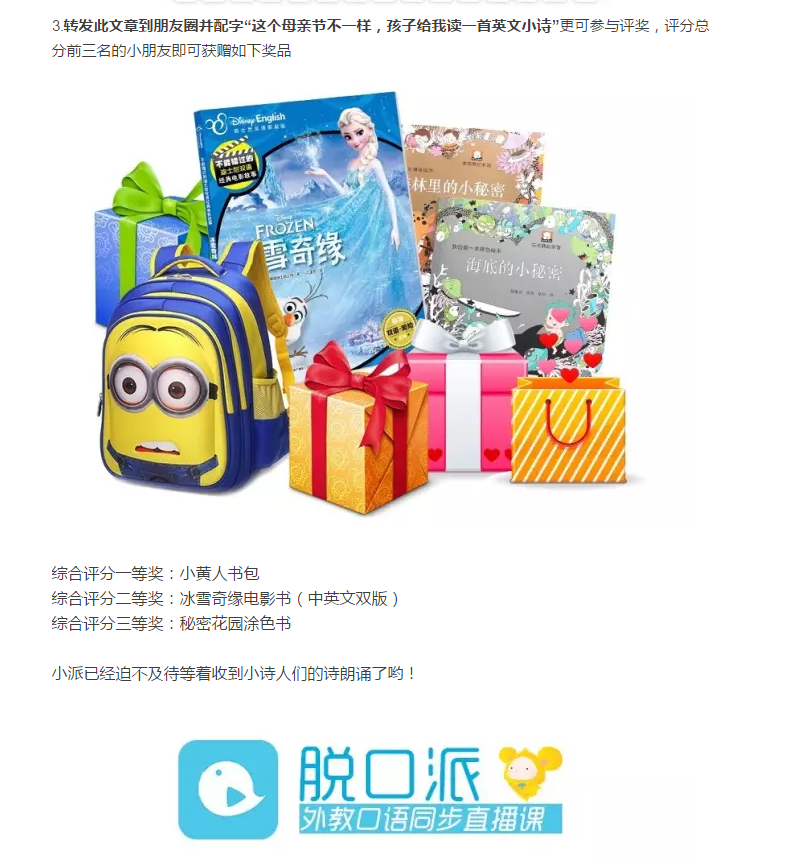 3.转发此文章到朋友圈并配字“这个母亲节不一样，孩子给我读一首英文小诗”更可参与评奖，评分总
分前三名的小朋友即可获赠如下奖品
Disney English
迪士尼英语家庭版
不能错过的
迪士尼双语
经典电影故事
Disney
FROZEN
雪奇缘
林里的小秘密
海底的小秘密
综合评分一等奖：小黄人书包
综合评分二等奖：冰雪奇缘电影书（中英文双版）
综合评分三等奖：秘密花园涂色书
小派已经迫不及待等着收到小诗人们的诗朗诵了哟！
脱口派
外教口语同步直播课